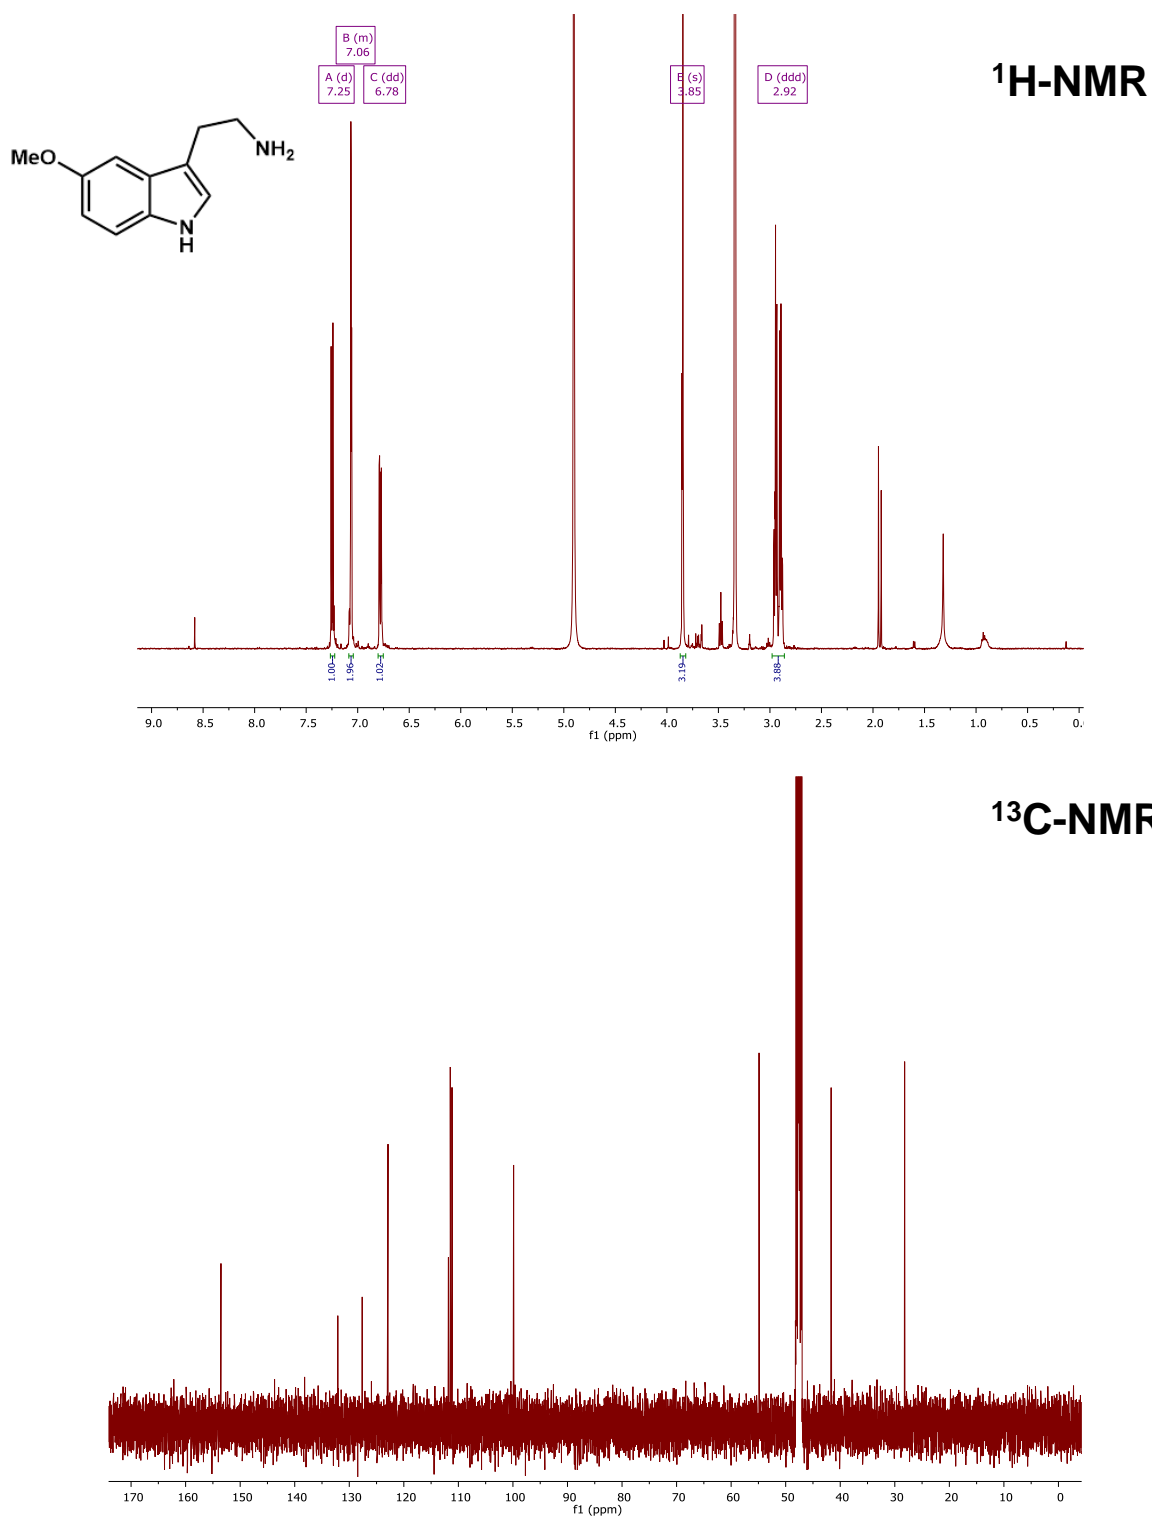 ¹H-NMR
B (m)
7.06
A (d)
7.25
C (dd)
6.78
E (s)
3.85
D (ddd)
2.92
MeO
NH₂
N
H
1.00
1.96
1.02
3.19
3.88
9.0 8.5 8.0 7.5 7.0 6.5 6.0 5.5 5.0 4.5 4.0 3.5 3.0 2.5 2.0 1.5 1.0 0.5 0.
f1 (ppm)
¹³C-NMR
170 160 150 140 130 120 110 100 90 80 70 60 50 40 30 20 10 0
f1 (ppm)